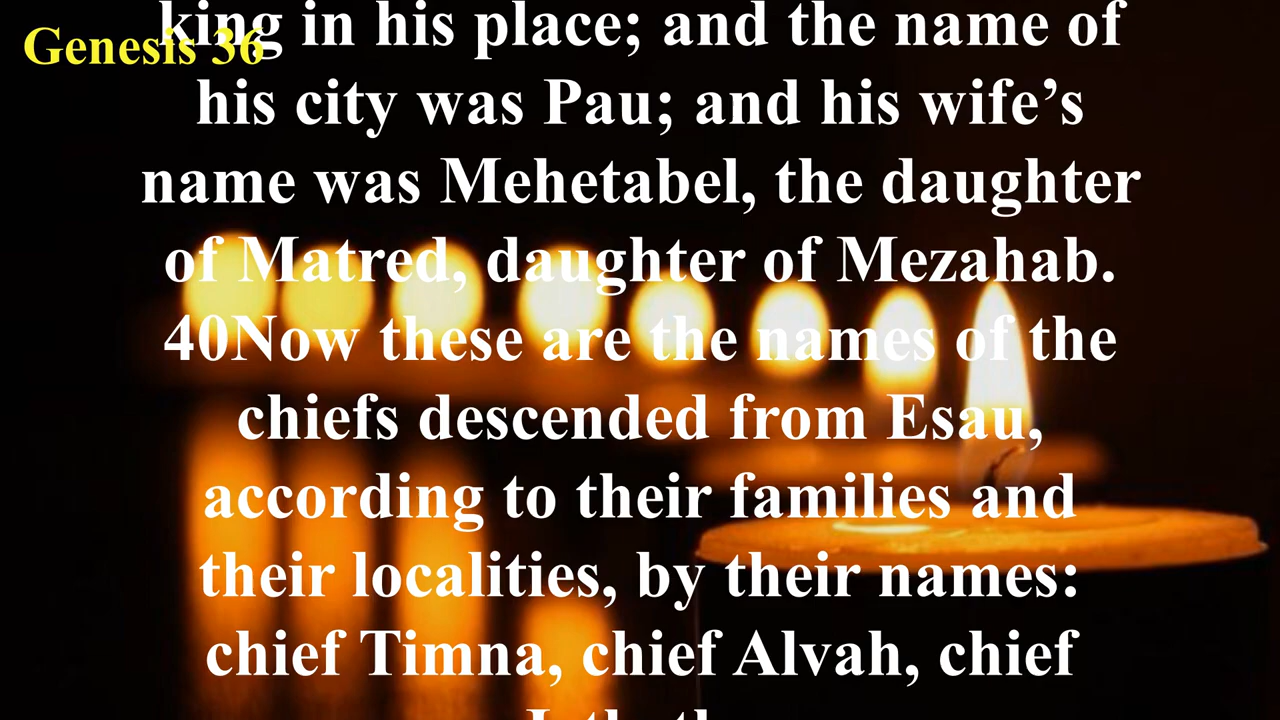 Genesis 36
king in his place; and the name of
his city was Pau; and his wife’s
name was Mehetabel, the daughter
of Matred, daughter of Mezahab.
40Now these are the names of the
chiefs descended from Esau,
according to their families and
their localities, by their names:
chief Timna, chief Alvah, chief